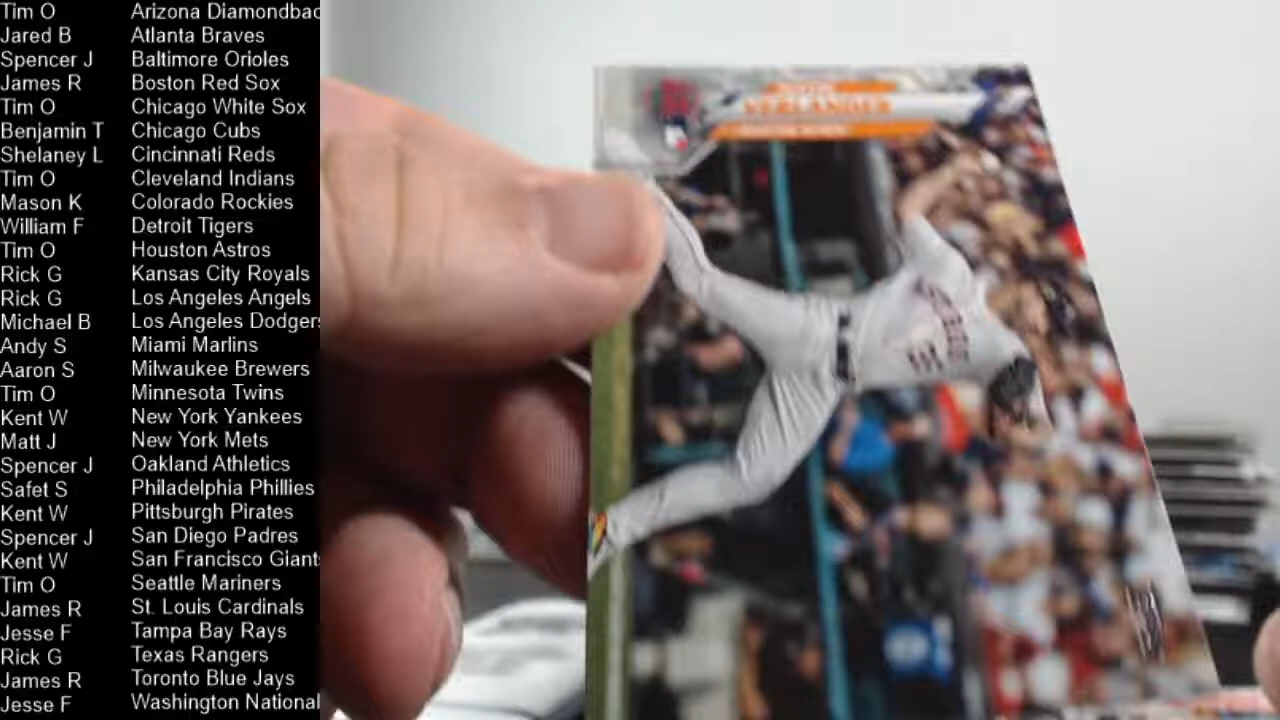 Tim O Arizona Diamondbac
Jared B Atlanta Braves
Spencer J Baltimore Orioles
James R Boston Red Sox
Tim O Chicago White Sox
Benjamin T Chicago Cubs
Shelaney L Cincinnati Reds
Tim O Cleveland Indians
Mason K Colorado Rockies
William F Detroit Tigers
Tim O Houston Astros
Rick G Kansas City Royals
Rick G Los Angeles Angels
Michael B Los Angeles Dodgers
Andy S Miami Marlins
Aaron S Milwaukee Brewers
Tim O Minnesota Twins
Kent W New York Yankees
Matt J New York Mets
Spencer J Oakland Athletics
Safet S Philadelphia Phillies
Kent W Pittsburgh Pirates
Spencer J San Diego Padres
Kent W San Francisco Giants
Tim O Seattle Mariners
James R St. Louis Cardinals
Jesse F Tampa Bay Rays
Rick G Texas Rangers
James R Toronto Blue Jays
Jesse F Washington National
VERLANDER